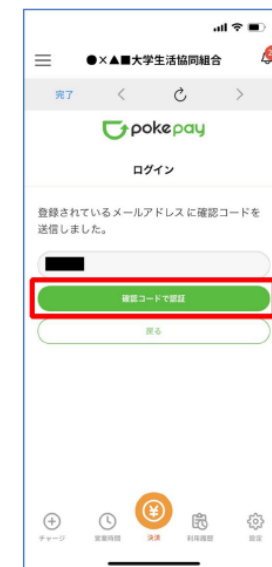 ●×▲■大学生活協同組合
2
完了
pokepay
ログイン
登録されているメールアドレスに確認コードを
送信しました。
確認コードで認証
戻る
チャージ
営業時間
決済
利用履歴
設定